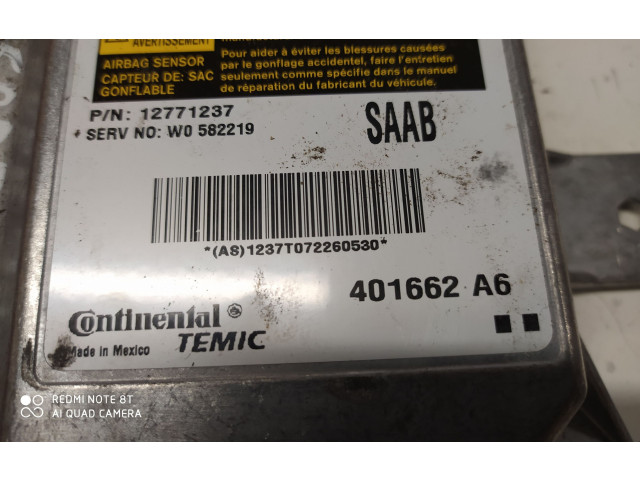 AVERTISSEMENT
AIRBAG SENSOR
CAPTEUR DE: SAC
GONFLABLE
Pour aider à éviter les blessures causées
par le gonflage accidentel, faire l'entretien
seulement comme spécifie dans le manuel
de réparation du fabricant du véhicule.
P/N: 12771237
+ SERV NO: W0 582219
SAAB
*(A8)1237T072260530*
401662 A6
Continental
TEMIC
Made in Mexico
REDMI NOTE 8T
AI QUAD CAMERA